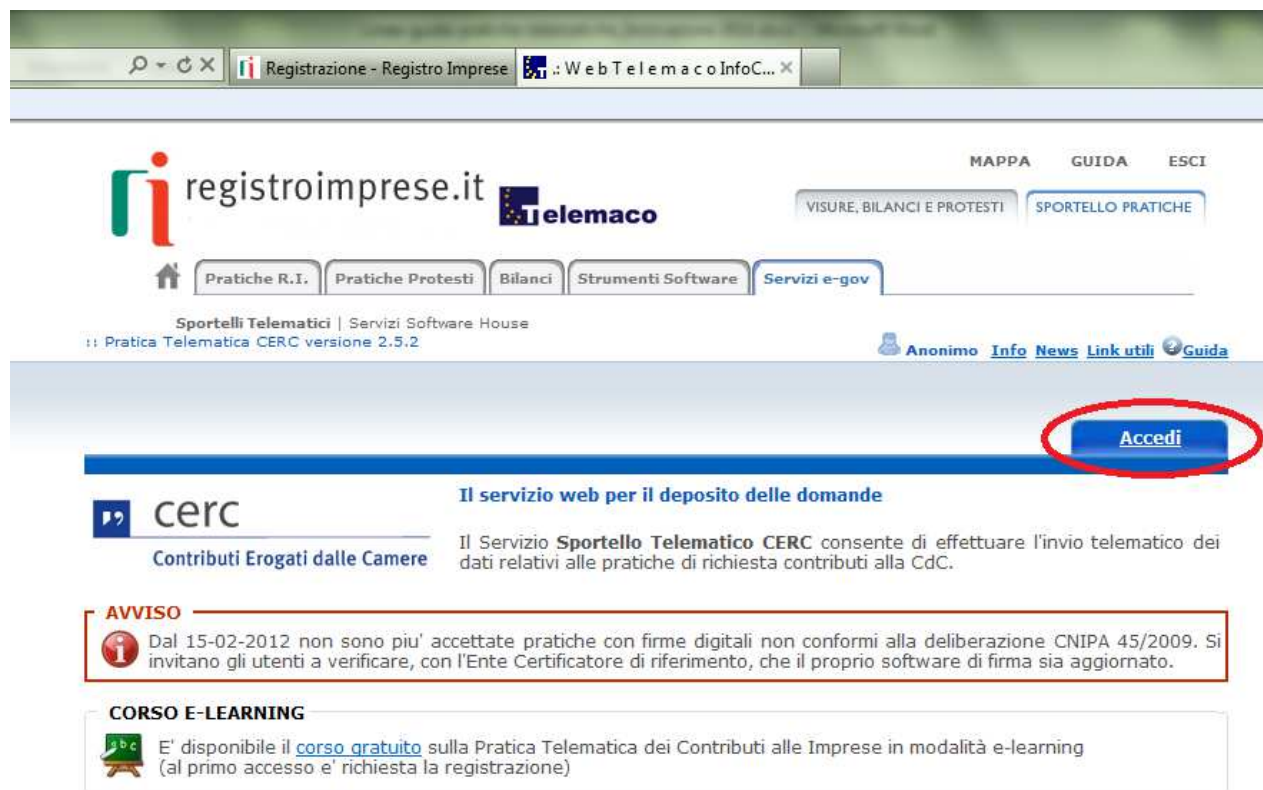 Registrazione - Registro Imprese
.: W e b T e l e m a c o InfoC...
registroimprese.it
Telemaco
MAPPA GUIDA ESCI
VISURE, BILANCI E PROTESTI SPORTELLO PRATICHE
Pratiche R.I. Pratiche Protesti Bilanci Strumenti Software Servizi e-gov
Sportelli Telematici | Servizi Software House
:: Pratica Telematica CERC versione 2.5.2
Anonimo Info News Link utili Guida
Accedi
cerc
Contributi Erogati dalle Camere
Il servizio web per il deposito delle domande
Il Servizio Sportello Telematico CERC consente di effettuare l'invio telematico dei
dati relativi alle pratiche di richiesta contributi alla CdC.
AVVISO
Dal 15-02-2012 non sono piu' accettate pratiche con firme digitali non conformi alla deliberazione CNIPA 45/2009. Si
invitano gli utenti a verificare, con l'Ente Certificatore di riferimento, che il proprio software di firma sia aggiornato.
CORSO E-LEARNING
E' disponibile il corso gratuito sulla Pratica Telematica dei Contributi alle Imprese in modalità e-learning
(al primo accesso e' richiesta la registrazione)